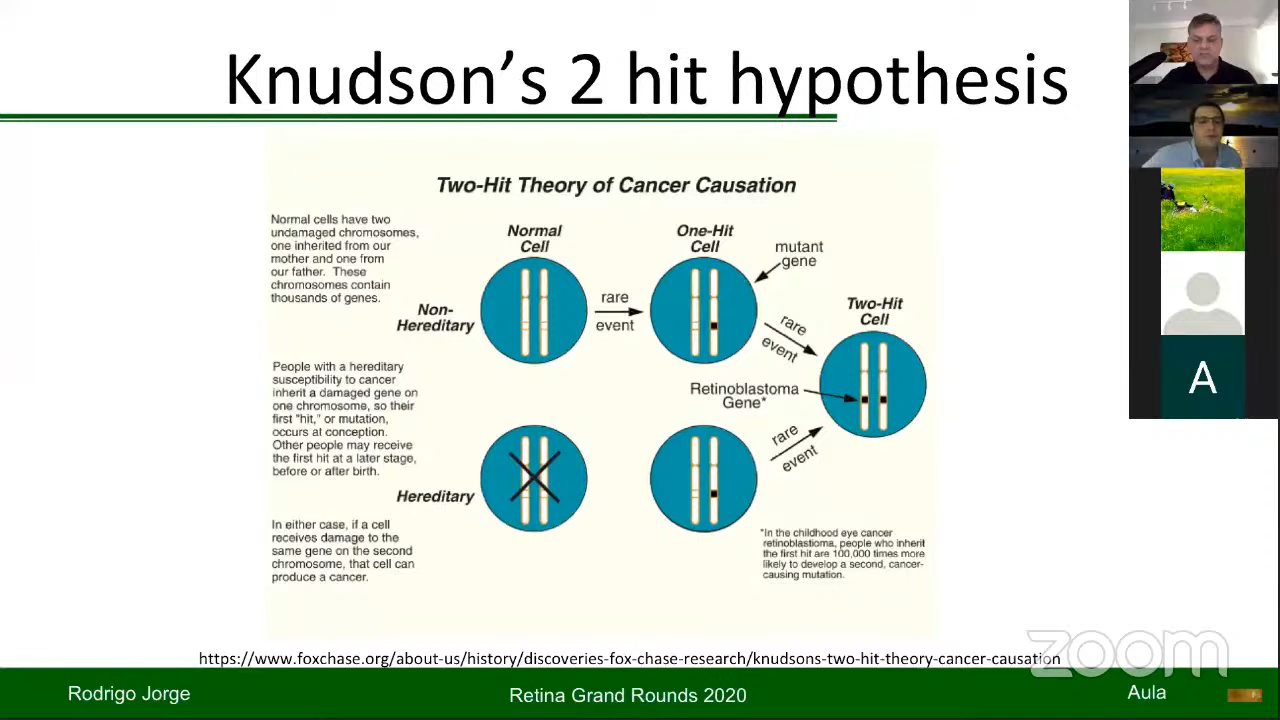 Knudson's 2 hit hypothesis
Two-Hit Theory of Cancer Causation
Normal cells have two
undamaged chromosomes,
one inherited from our
mother and one from
our father. These
chromosomes contain
thousands of genes.
Normal
Cell
One-Hit
Cell
mutant
gene
Two-Hit
Cell
Non-
Hereditary
rare
event
rare
event
People with a hereditary
susceptibility to cancer
inherit a damaged gene on
one chromosome, so their
first "hit," or mutation,
occurs at conception.
Other people may receive
the first hit at a later stage,
before or after birth.
Retinoblastoma
Gene*
rare
event
Hereditary
In either case, if a cell
receives damage to the
same gene on the second
chromosome, that cell can
produce a cancer.
*In the childhood eye cancer
retinoblastoma, people who inherit
the first hit are 100,000 times more
likely to develop a second, cancer-
causing mutation.
https://www.foxchase.org/about-us/history/discoveries-fox-chase-research/knudsons-two-hit-theory-cancer-causation
Rodrigo Jorge
Retina Grand Rounds 2020
Aula
A
zoom